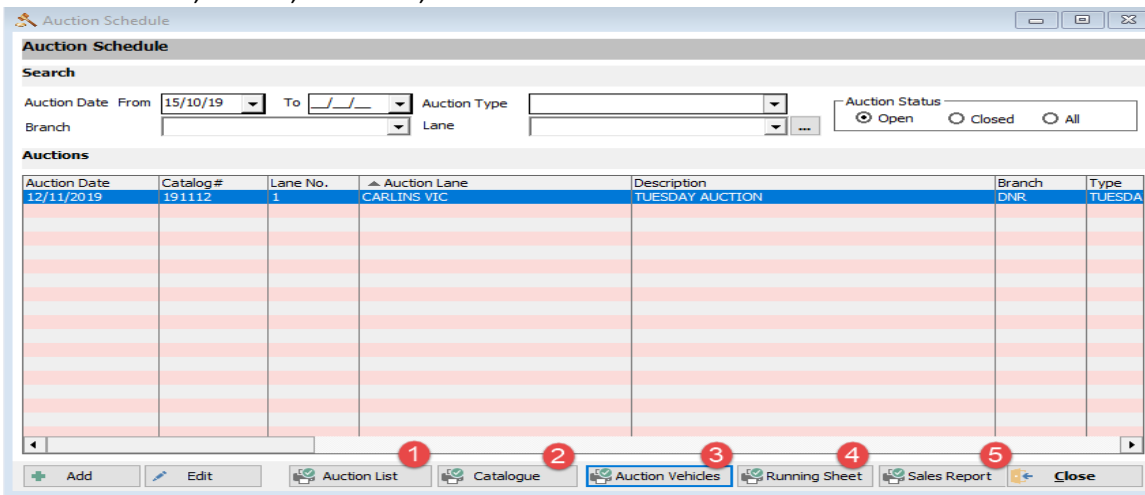 Auction Schedule
Auction Schedule
Search
Auction Date From 15/10/19 To __/__/__ Auction Type
Auction Status
Open Closed All
Branch Lane ...
Auctions
Auction Date Catalog# Lane No. Auction Lane Description Branch Type
12/11/2019 191112 1 CARLINS VIC TUESDAY AUCTION DNR TUESDA
1 2 3 4 5
Add Edit Auction List Catalogue Auction Vehicles Running Sheet Sales Report Close